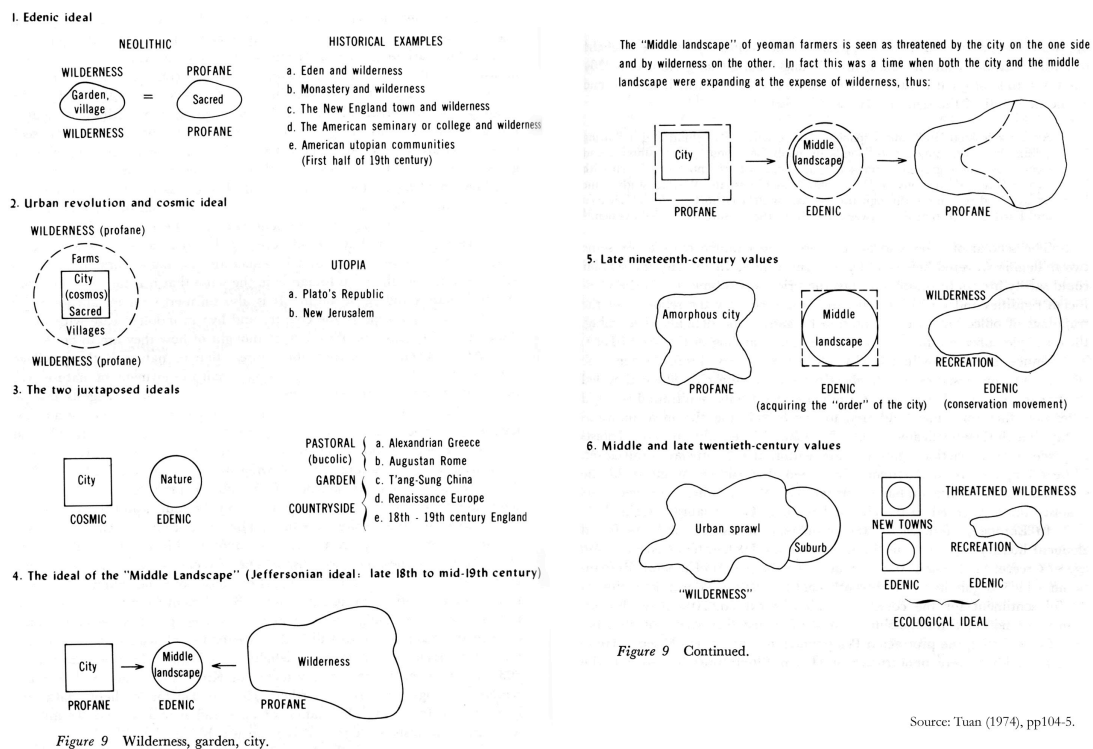 1. Edenic ideal
NEOLITHIC
WILDERNESS
Garden,
village
WILDERNESS
=
PROFANE
Sacred
PROFANE
HISTORICAL EXAMPLES
a. Eden and wilderness
b. Monastery and wilderness
c. The New England town and wilderness
d. The American seminary or college and wilderness
e. American utopian communities
(First half of 19th century)
2. Urban revolution and cosmic ideal
WILDERNESS (profane)
Farms
City
(cosmos)
Sacred
Villages
WILDERNESS (profane)
UTOPIA
a. Plato's Republic
b. New Jerusalem
3. The two juxtaposed ideals
City
COSMIC
Nature
EDENIC
PASTORAL
(bucolic)
GARDEN
COUNTRYSIDE
a. Alexandrian Greece
b. Augustan Rome
c. T'ang-Sung China
d. Renaissance Europe
e. 18th - 19th century England
4. The ideal of the "Middle Landscape" (Jeffersonian ideal: late 18th to mid-19th century)
City
PROFANE
Middle
landscape
EDENIC
Wilderness
PROFANE
Figure 9 Wilderness, garden, city.
The "Middle landscape" of yeoman farmers is seen as threatened by the city on the one side
and by wilderness on the other. In fact this was a time when both the city and the middle
landscape were expanding at the expense of wilderness, thus:
City
PROFANE
Middle
landscape
EDENIC
PROFANE
5. Late nineteenth-century values
Amorphous city
PROFANE
Middle
landscape
EDENIC
(acquiring the "order" of the city)
WILDERNESS
RECREATION
EDENIC
(conservation movement)
6. Middle and late twentieth-century values
Urban sprawl
Suburb
"WILDERNESS"
NEW TOWNS
EDENIC
THREATENED WILDERNESS
RECREATION
EDENIC
ECOLOGICAL IDEAL
Figure 9 Continued.
Source: Tuan (1974), pp104-5.